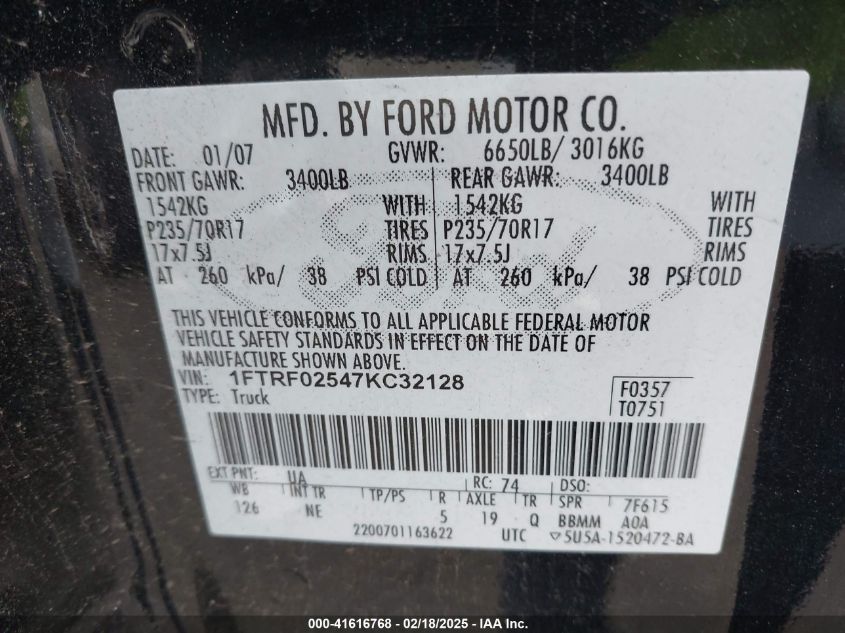 MFD. BY FORD MOTOR CO.
DATE: 01/07 GVWR: 6650LB/ 3016KG
FRONT GAWR: 3400LB REAR GAWR: 3400LB
1542KG WITH 1542KG WITH
P235/70R17 TIRES P235/70R17 TIRES
17x7.5J RIMS 17x7.5J RIMS
AT 260 kPa/ 38 PSI COLD AT 260 kPa/ 38 PSI COLD
THIS VEHICLE CONFORMS TO ALL APPLICABLE FEDERAL MOTOR
VEHICLE SAFETY STANDARDS IN EFFECT ON THE DATE OF
MANUFACTURE SHOWN ABOVE.
VIN: 1FTRF02547KC32128 F0357
TYPE: Truck T0751
EXT PNT: UA RC: 74 DSO:
WB INT TR TP/PS R AXLE TR SPR 7F615
126 NE 5 19 Q BBMM A0A
2200701163622 UTC ▽5U5A-1520472-BA
000-41616768 - 02/18/2025 - IAA Inc.